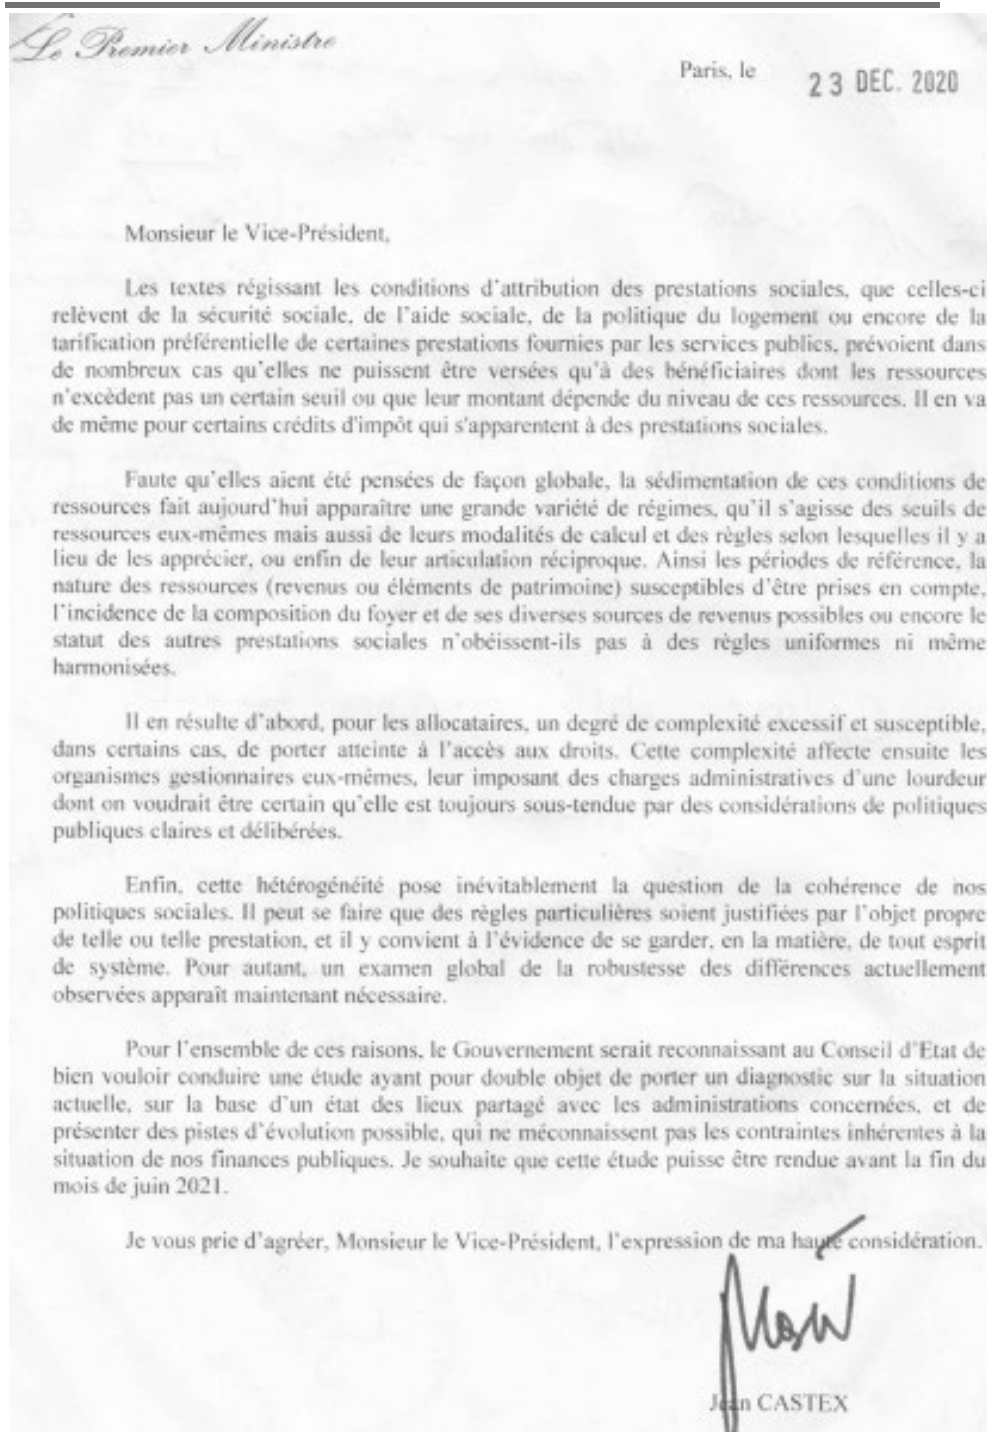 Le Premier Ministre
Paris, le 23 DEC. 2020
Monsieur le Vice-Président,
Les textes régissant les conditions d'attribution des prestations sociales, que celles-ci
relèvent de la sécurité sociale, de l'aide sociale, de la politique du logement ou encore de la
tarification préférentielle de certaines prestations fournies par les services publics, prévoient dans
de nombreux cas qu'elles ne puissent être versées qu'à des bénéficiaires dont les ressources
n'excèdent pas un certain seuil ou que leur montant dépende du niveau de ces ressources. Il en va
de même pour certains crédits d'impôt qui s'apparentent à des prestations sociales.
Faute qu'elles aient été pensées de façon globale, la sédimentation de ces conditions de
ressources fait aujourd'hui apparaître une grande variété de régimes, qu'il s'agisse des seuils de
ressources eux-mêmes mais aussi de leurs modalités de calcul et des règles selon lesquelles il y a
lieu de les apprécier, ou enfin de leur articulation réciproque. Ainsi les périodes de référence, la
nature des ressources (revenus ou éléments de patrimoine) susceptibles d'être prises en compte,
l'incidence de la composition du foyer et de ses diverses sources de revenus possibles ou encore le
statut des autres prestations sociales n'obéissent-ils pas à des règles uniformes ni même
harmonisées.
Il en résulte d'abord, pour les allocataires, un degré de complexité excessif et susceptible,
dans certains cas, de porter atteinte à l'accès aux droits. Cette complexité affecte ensuite les
organismes gestionnaires eux-mêmes, leur imposant des charges administratives d'une lourdeur
dont on voudrait être certain qu'elle est toujours sous-tendue par des considérations de politiques
publiques claires et délibérées.
Enfin, cette hétérogénéité pose inévitablement la question de la cohérence de nos
politiques sociales. Il peut se faire que des règles particulières soient justifiées par l'objet propre
de telle ou telle prestation, et il y convient à l'évidence de se garder, en la matière, de tout esprit
de système. Pour autant, un examen global de la robustesse des différences actuellement
observées apparaît maintenant nécessaire.
Pour l'ensemble de ces raisons, le Gouvernement serait reconnaissant au Conseil d'Etat de
bien vouloir conduire une étude ayant pour double objet de porter un diagnostic sur la situation
actuelle, sur la base d'un état des lieux partagé avec les administrations concernées, et de
présenter des pistes d'évolution possible, qui ne méconnaissent pas les contraintes inhérentes à la
situation de nos finances publiques. Je souhaite que cette étude puisse être rendue avant la fin du
mois de juin 2021.
Je vous prie d'agréer, Monsieur le Vice-Président, l'expression de ma haute considération.
Jean CASTEX